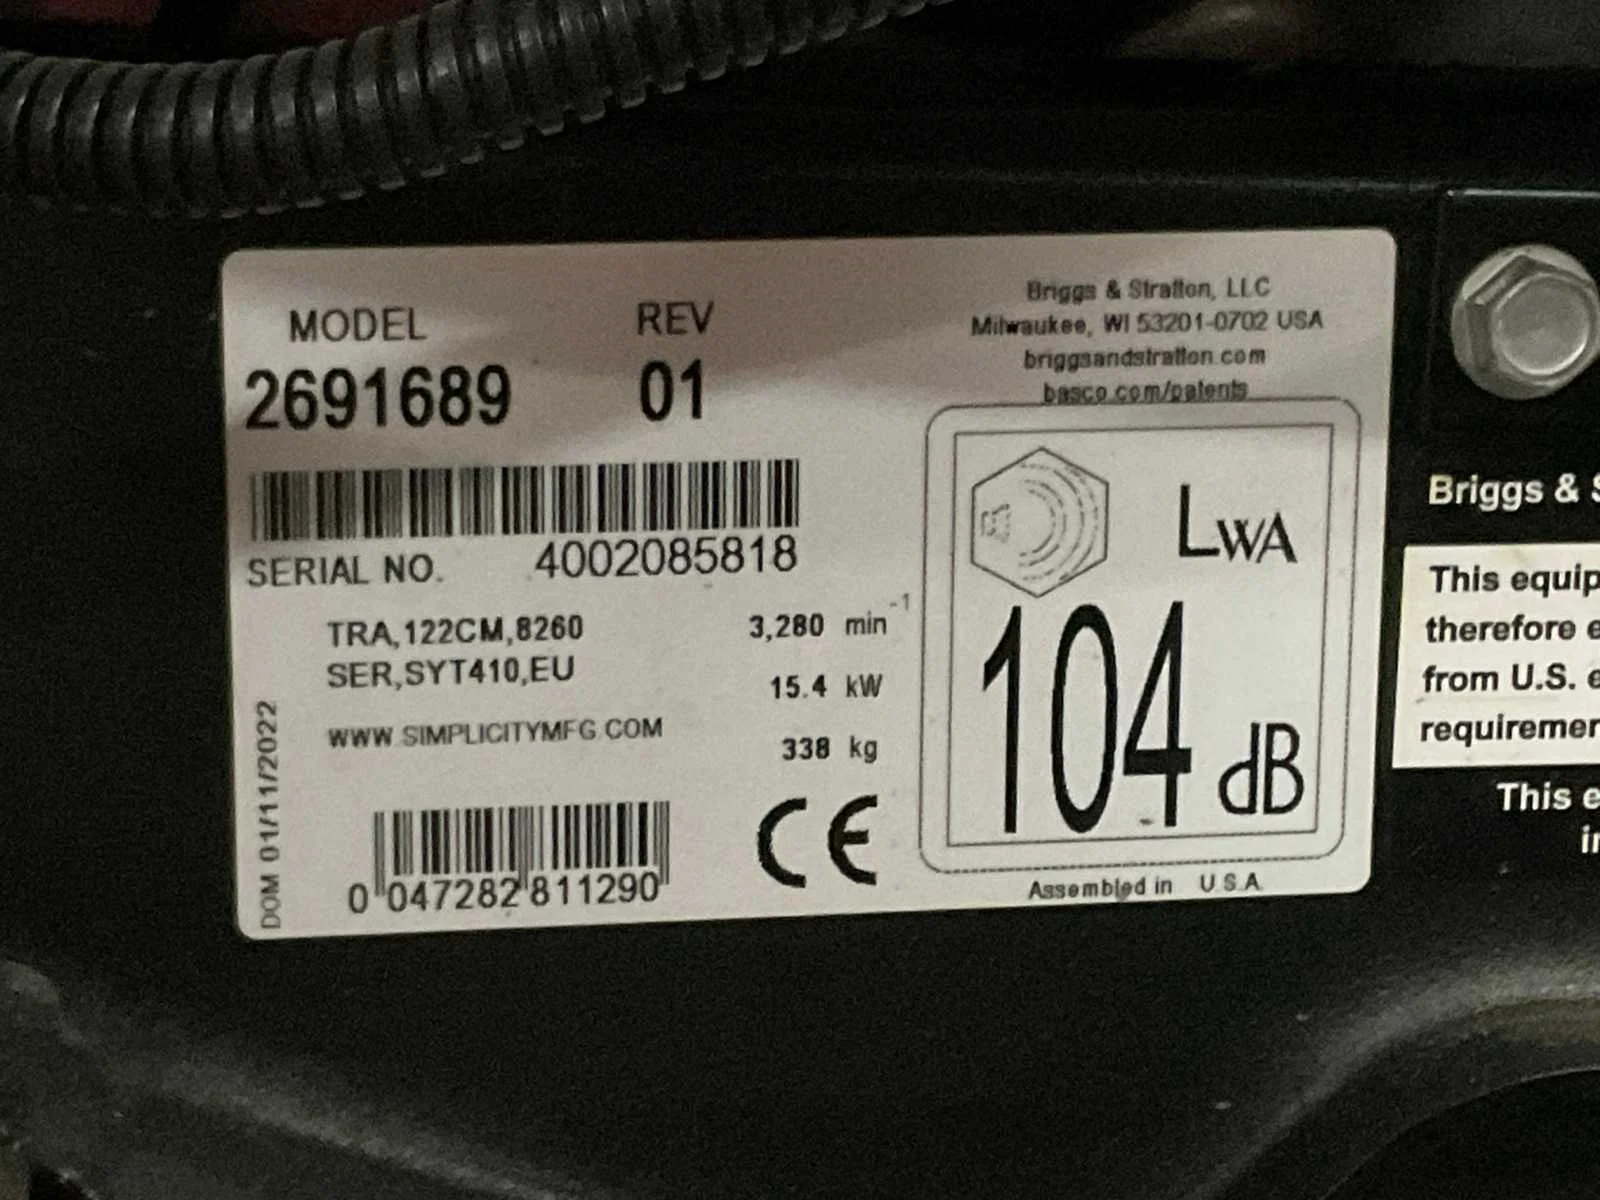 MODEL REV
2691689 01
Briggs & Stratton, LLC
Milwaukee, WI 53201-0702 USA
briggsandstratton.com
basco.com/patents
SERIAL NO. 4002085818
TRA,122CM,8260
SER,SYT410,EU
WWW.SIMPLICITYMFG.COM
3,280 min-1
15.4 kW
338 kg
DOM 01/11/2022
0 047282 811290
CE
LWA
104 dB
Assembled in U.S.A.
Briggs &
This equip
therefore e
from U.S. e
requiremen
This e
in